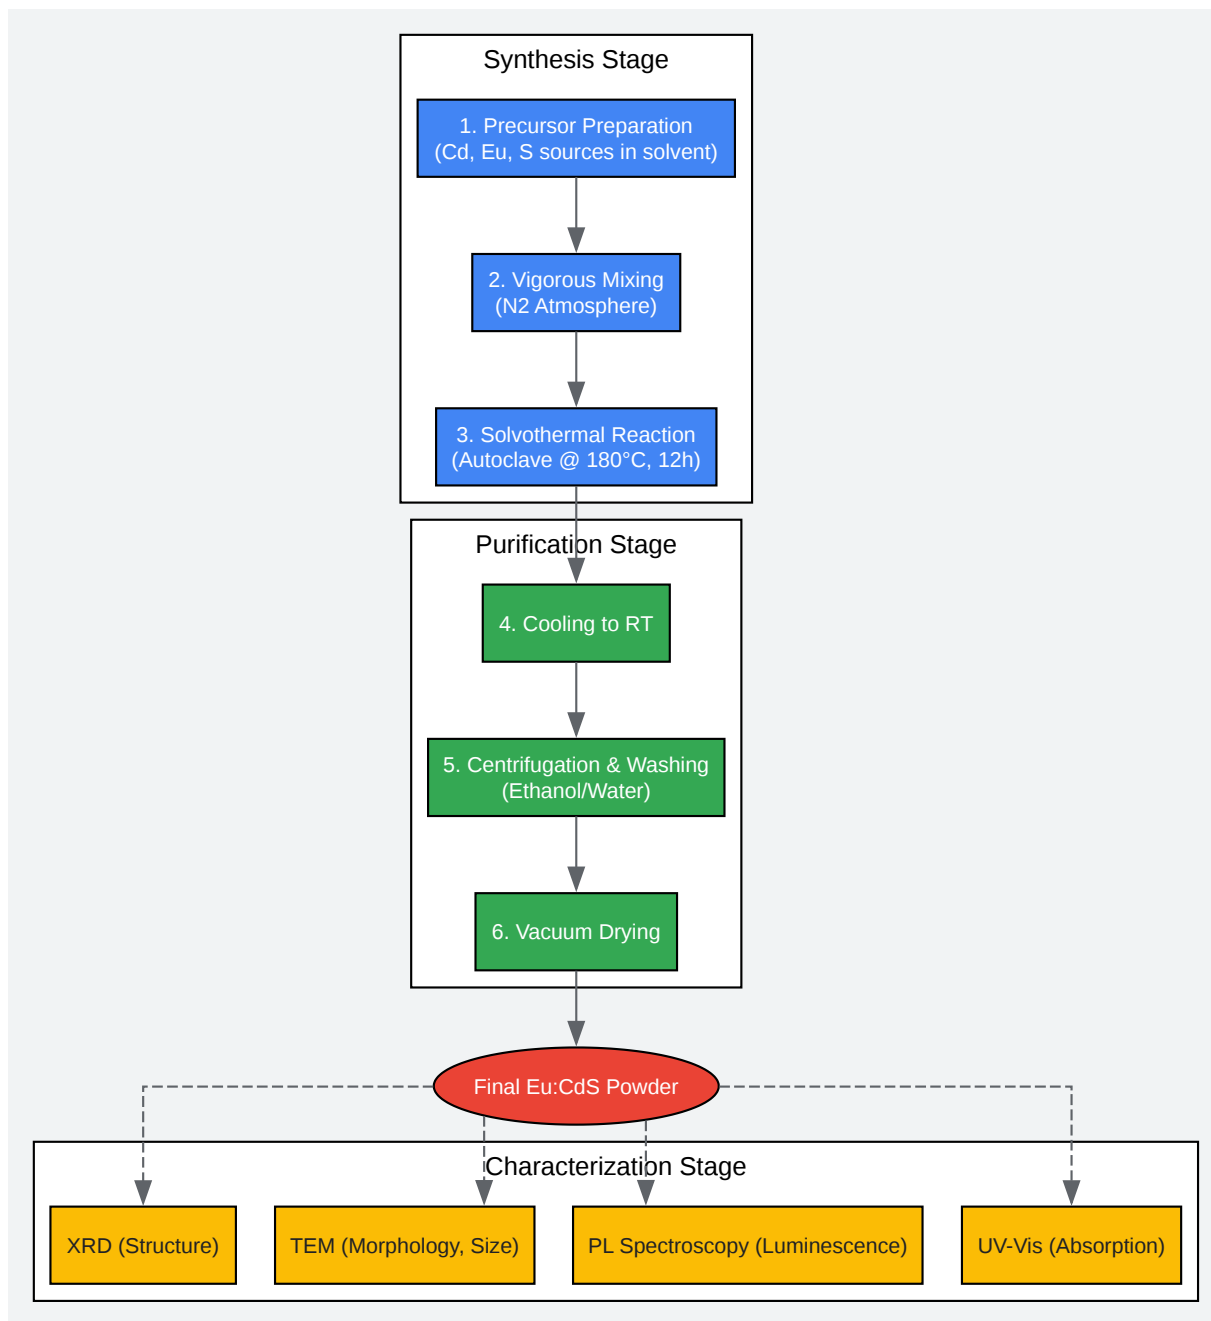 Synthesis Stage
1. Precursor Preparation
(Cd, Eu, S sources in solvent)
2. Vigorous Mixing
(N2 Atmosphere)
3. Solvothermal Reaction
(Autoclave @ 180°C, 12h)
Purification Stage
4. Cooling to RT
5. Centrifugation & Washing
(Ethanol/Water)
6. Vacuum Drying
Final Eu:CdS Powder
Characterization Stage
XRD (Structure)
TEM (Morphology, Size)
PL Spectroscopy (Luminescence)
UV-Vis (Absorption)